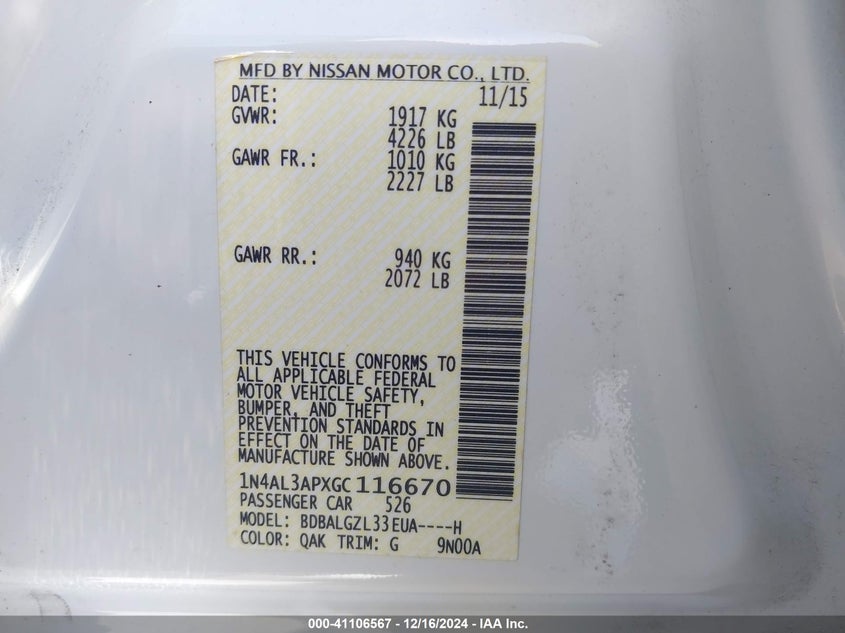 MFD BY NISSAN MOTOR CO., LTD.
DATE: 11/15
GVWR: 1917 KG
4226 LB
GAWR FR.: 1010 KG
2227 LB
GAWR RR.: 940 KG
2072 LB
THIS VEHICLE CONFORMS TO
ALL APPLICABLE FEDERAL
MOTOR VEHICLE SAFETY,
BUMPER, AND THEFT
PREVENTION STANDARDS IN
EFFECT ON THE DATE OF
MANUFACTURE SHOWN ABOVE.
1N4AL3APXGC116670
PASSENGER CAR 526
MODEL: BDBALGZL33EUA----H
COLOR: QAK TRIM: G 9N00A
000-41106567 - 12/16/2024 - IAA Inc.